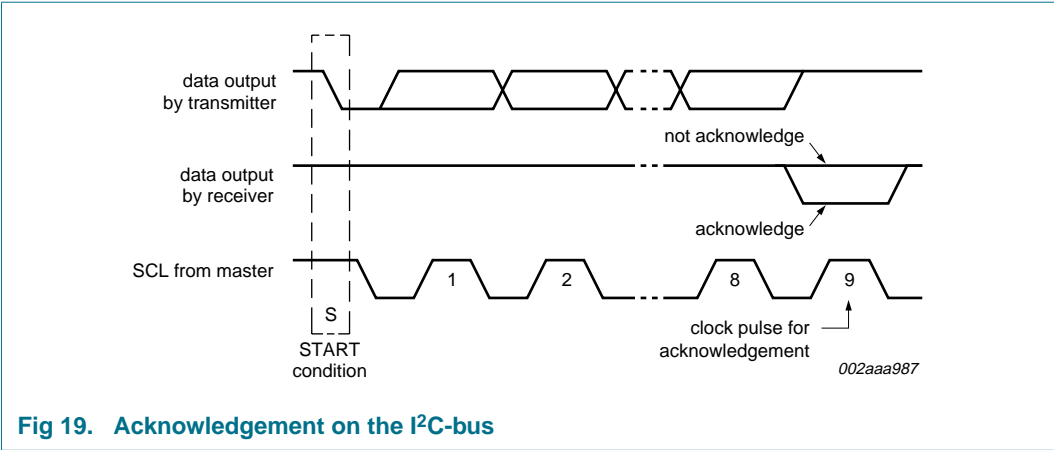 data output
by transmitter
not acknowledge
data output
by receiver
acknowledge
SCL from master
1
2
8
9
S
START
condition
clock pulse for
acknowledgement
002aaa987
Fig 19. Acknowledgement on the I²C-bus